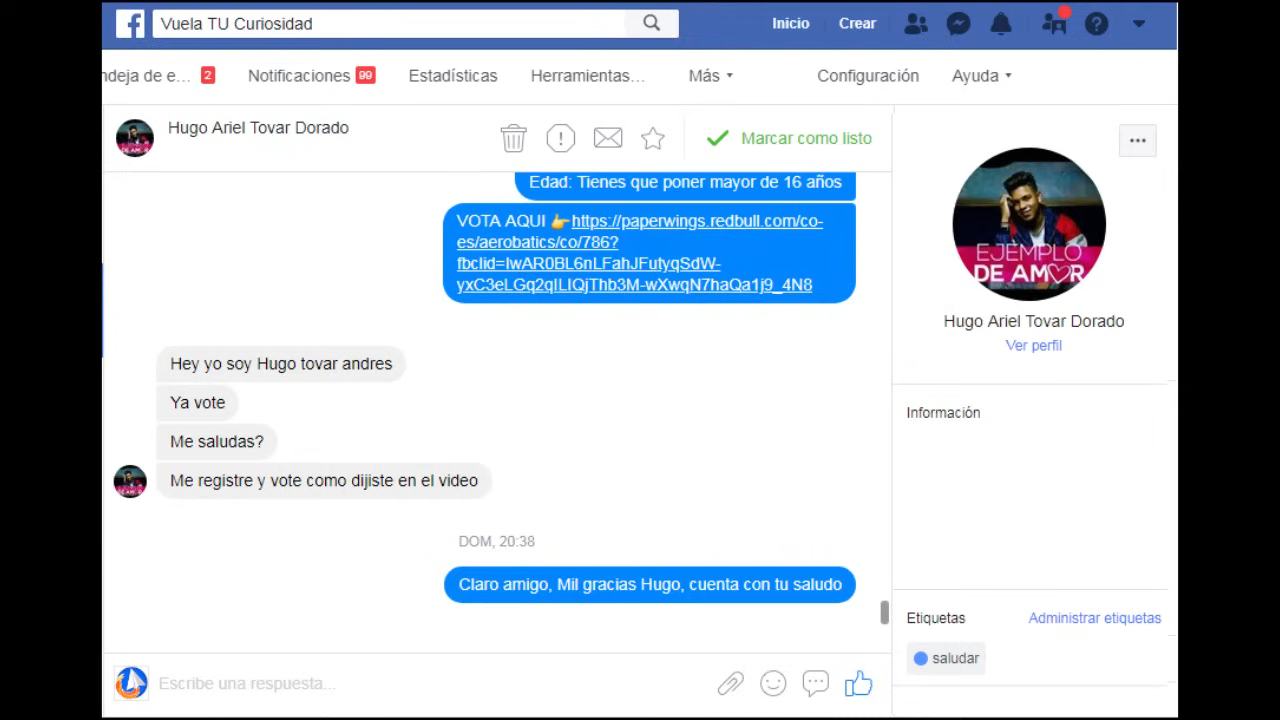 Vuela TU Curiosidad
Inicio
Crear
ndeja de e... 2
Notificaciones 99
Estadísticas
Herramientas...
Más
Configuración
Ayuda
Hugo Ariel Tovar Dorado
Marcar como listo
Edad: Tienes que poner mayor de 16 años
VOTA AQUI 👉https://paperwings.redbull.com/co-
es/aerobatics/co/786?
fbclid=IwAR0BL6nLFahJFutyqSdW-
yxC3eLGq2qILIQjThb3M-wXwqN7haQa1j9_4N8
Hey yo soy Hugo tovar andres
Ya vote
Me saludas?
Me registre y vote como dijiste en el video
DOM, 20:38
Claro amigo, Mil gracias Hugo, cuenta con tu saludo
Escribe una respuesta...
EJEMPLO
DE AMOR
Hugo Ariel Tovar Dorado
Ver perfil
Información
Etiquetas
Administrar etiquetas
saludar